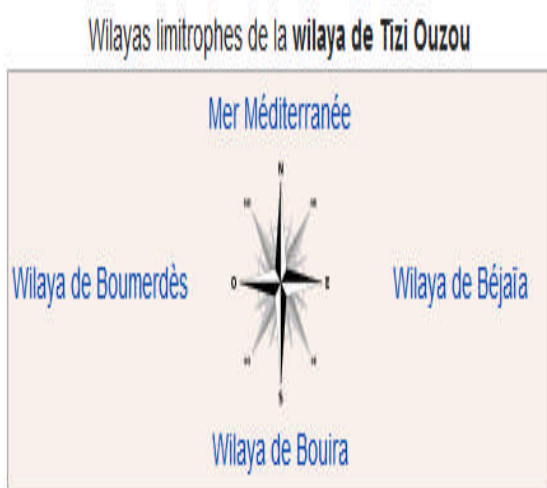 Wilayas limitrophes de la wilaya de Tizi Ouzou
Mer Méditerranée
N
Wilaya de Boumerdès
O
E
Wilaya de Béjaïa
S
Wilaya de Bouira